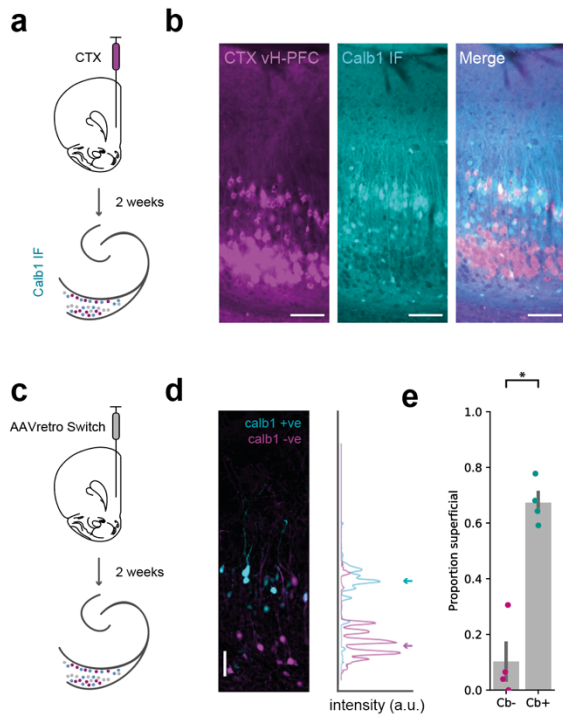 a
CTX
2 weeks
Calb1 IF
b
CTX vH-PFC
Calb1 IF
Merge
c
AAVretro Switch
2 weeks
d
calb1 +ve
calb1 -ve
intensity (a.u.)
e
*
Proportion superficial
1.0
0.8
0.6
0.4
0.2
0.0
Cb-
Cb+